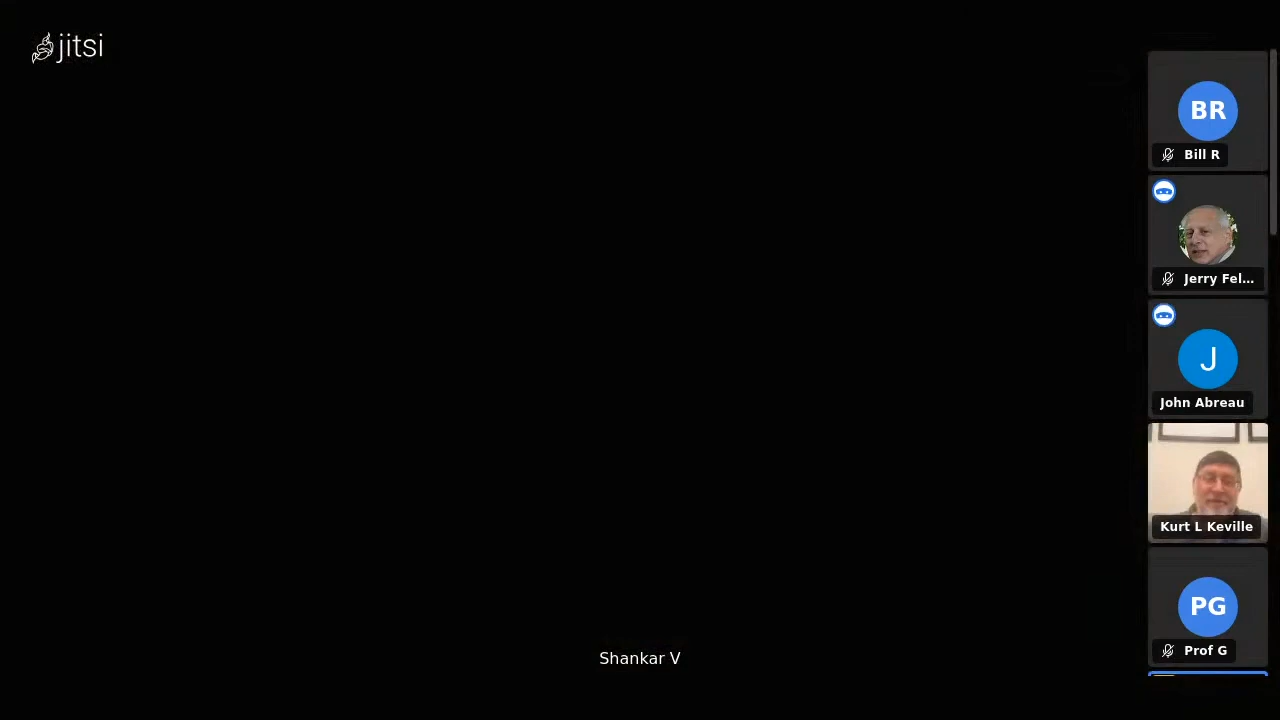 jitsi
BR
Bill R
Jerry Fel...
J
John Abreau
Kurt L Keville
PG
Prof G
Shankar V